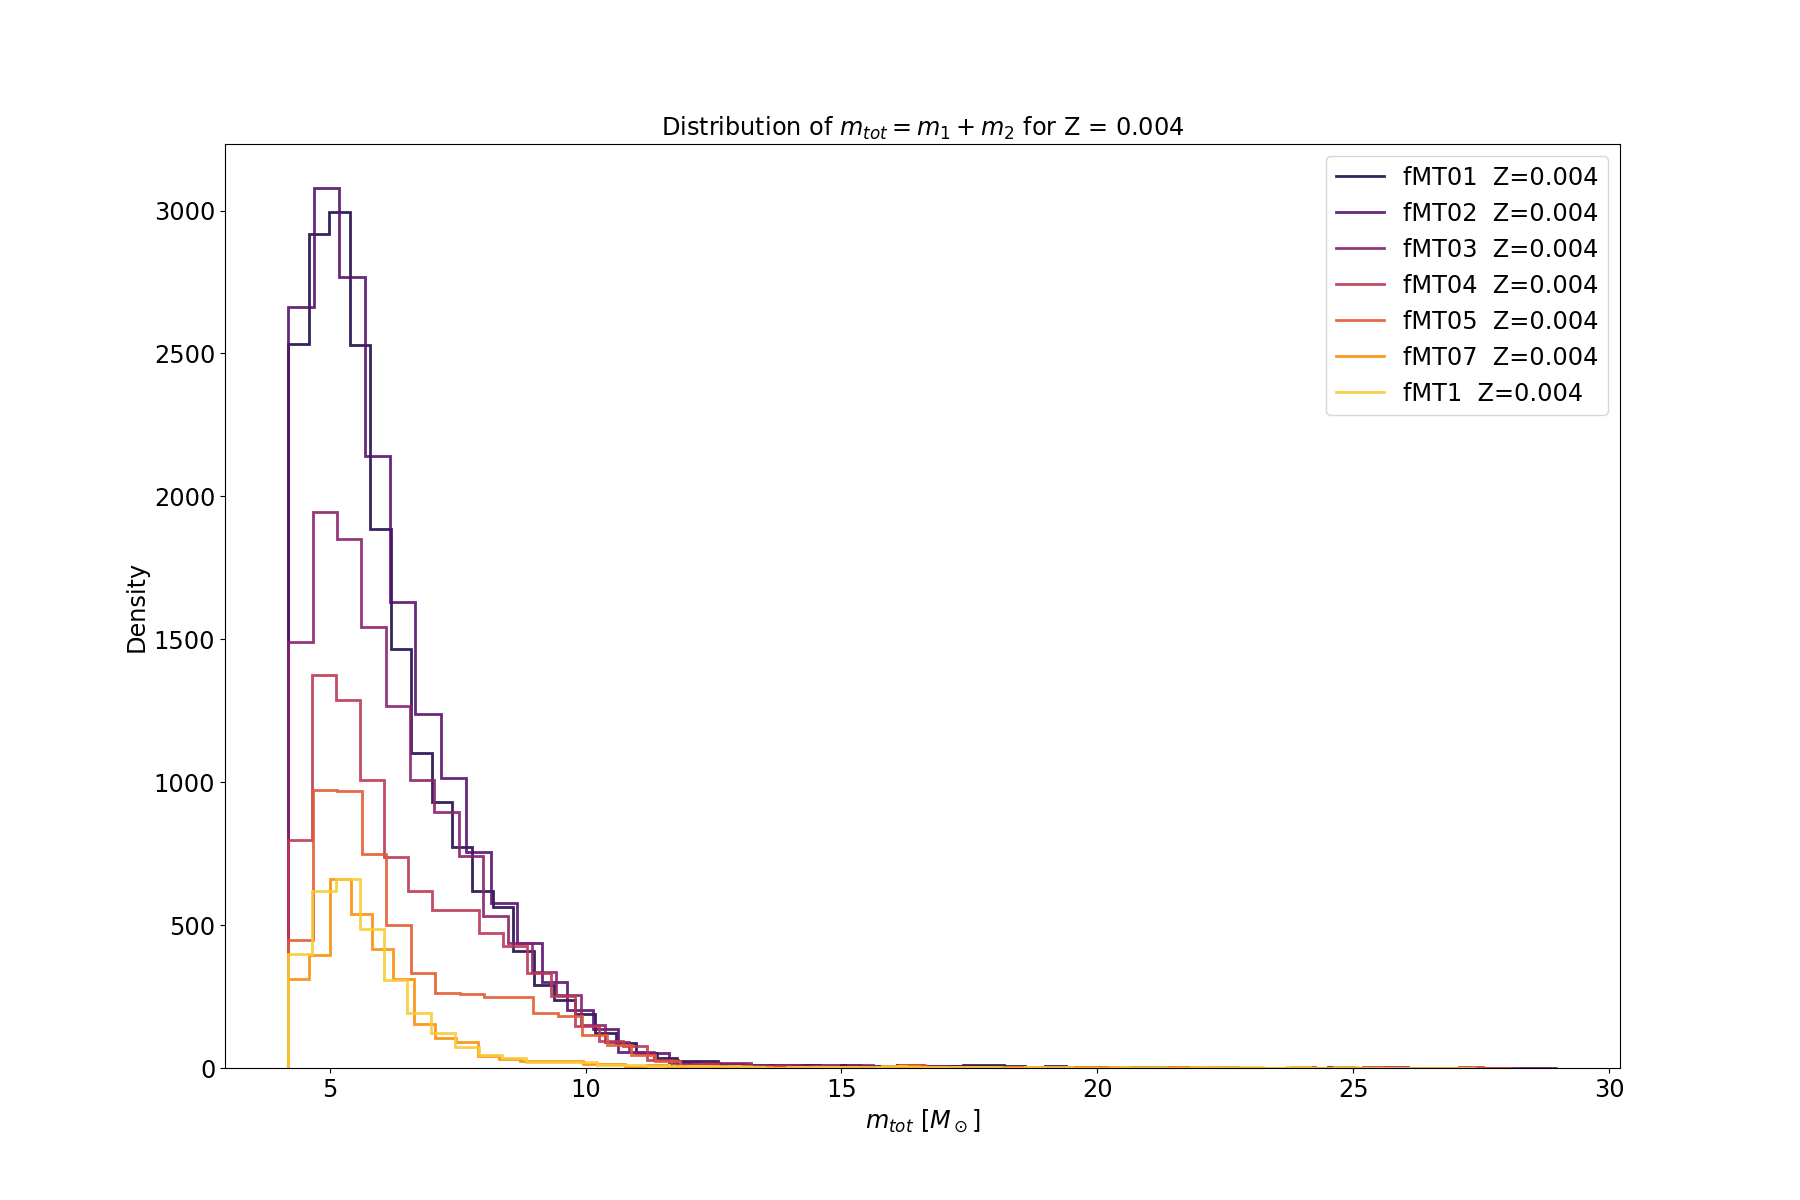 Distribution of m_tot = m_1 + m_2 for Z = 0.004
fMT01 Z=0.004
fMT02 Z=0.004
fMT03 Z=0.004
fMT04 Z=0.004
fMT05 Z=0.004
fMT07 Z=0.004
fMT1 Z=0.004
3000
2500
2000
1500
1000
500
0
Density
5 10 15 20 25 30
m_tot [M_⊙]